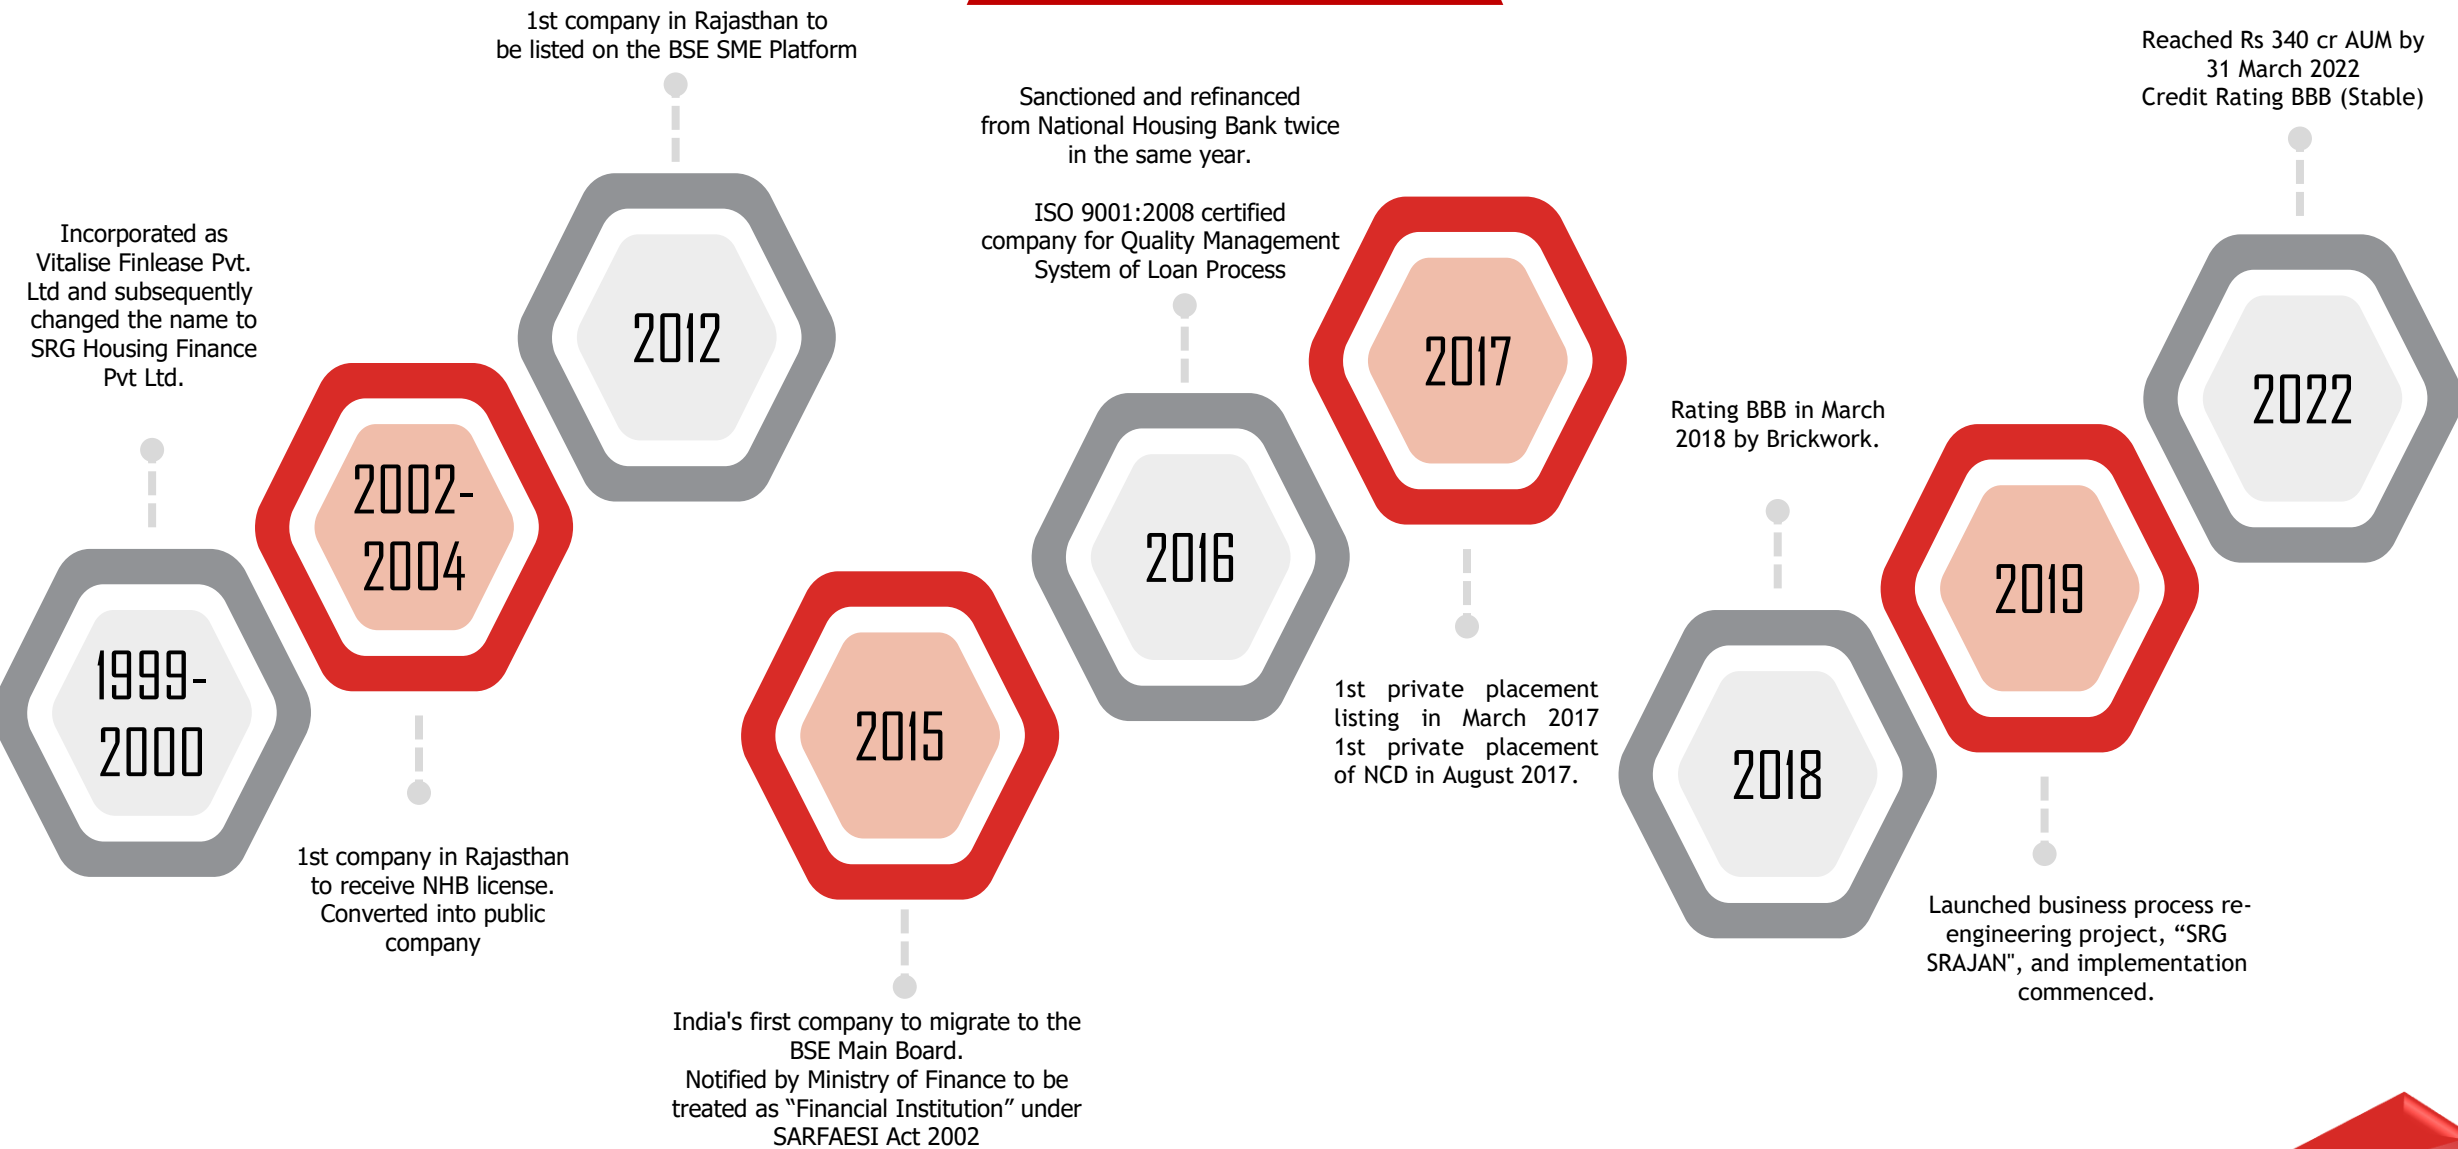 Incorporated as
Vitalise Finlease Pvt.
Ltd and subsequently
changed the name to
SRG Housing Finance
Pvt Ltd.
1999-
2000
2002-
2004
1st company in Rajasthan
to receive NHB license.
Converted into public
company
1st company in Rajasthan to
be listed on the BSE SME Platform
2012
2015
India's first company to migrate to the
BSE Main Board.
Notified by Ministry of Finance to be
treated as “Financial Institution” under
SARFAESI Act 2002
Sanctioned and refinanced
from National Housing Bank twice
in the same year.
ISO 9001:2008 certified
company for Quality Management
System of Loan Process
2016
2017
1st private placement
listing in March 2017
1st private placement
of NCD in August 2017.
Rating BBB in March
2018 by Brickwork.
2018
2019
Launched business process re-
engineering project, “SRG
SRAJAN", and implementation
commenced.
Reached Rs 340 cr AUM by
31 March 2022
Credit Rating BBB (Stable)
2022